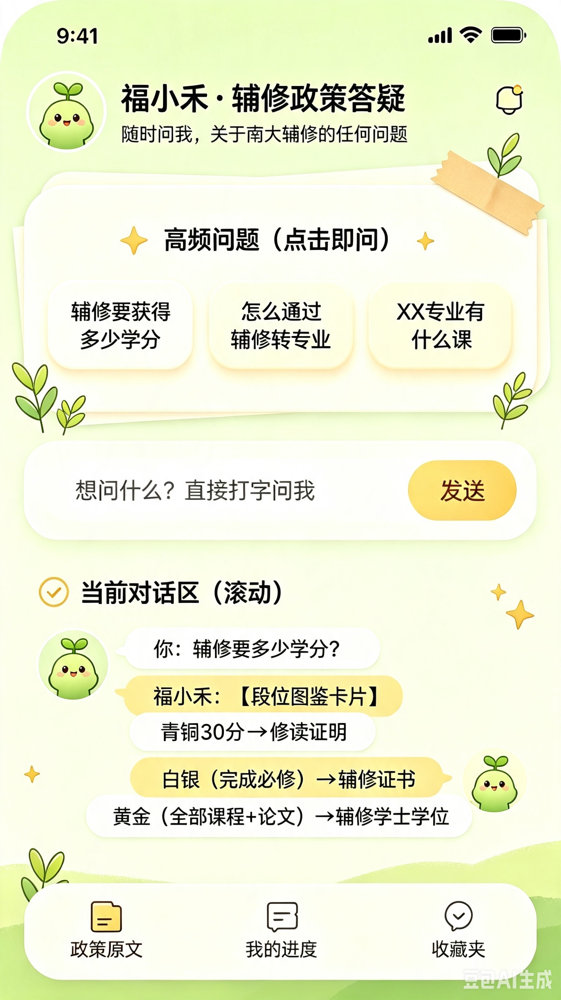 9:41
福小禾·辅修政策答疑
随时问我，关于南大辅修的任何问题
高频问题（点击即问）
辅修要获得
多少学分
怎么通过
辅修转专业
XX专业有
什么课
想问什么？直接打字问我
发送
当前对话区（滚动）
你：辅修要多少学分？
福小禾：【段位图鉴卡片】
青铜30分→修读证明
白银（完成必修）→辅修证书
黄金（全部课程+论文）→辅修学士学位
政策原文
我的进度
收藏夹
豆包AI生成